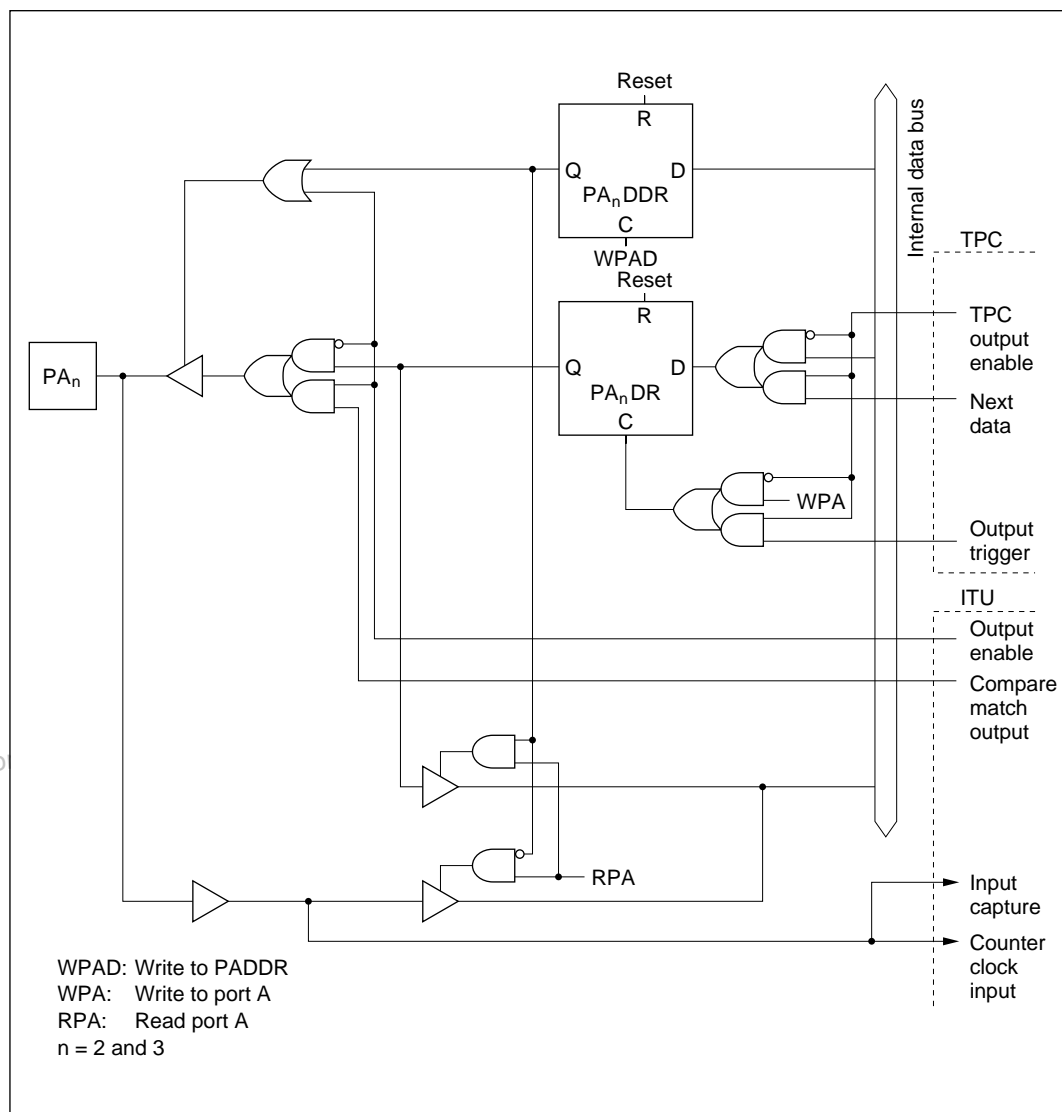 Reset
R
Q
D
PAnDDR
C
WPAD
Internal data bus
TPC
Reset
R
Q
D
PAnDR
C
PAn
TPC
output
enable
Next
data
WPA
Output
trigger
ITU
Output
enable
Compare
match
output
RPA
Input
capture
Counter
clock
input
WPAD: Write to PADDR
WPA: Write to port A
RPA: Read port A
n = 2 and 3